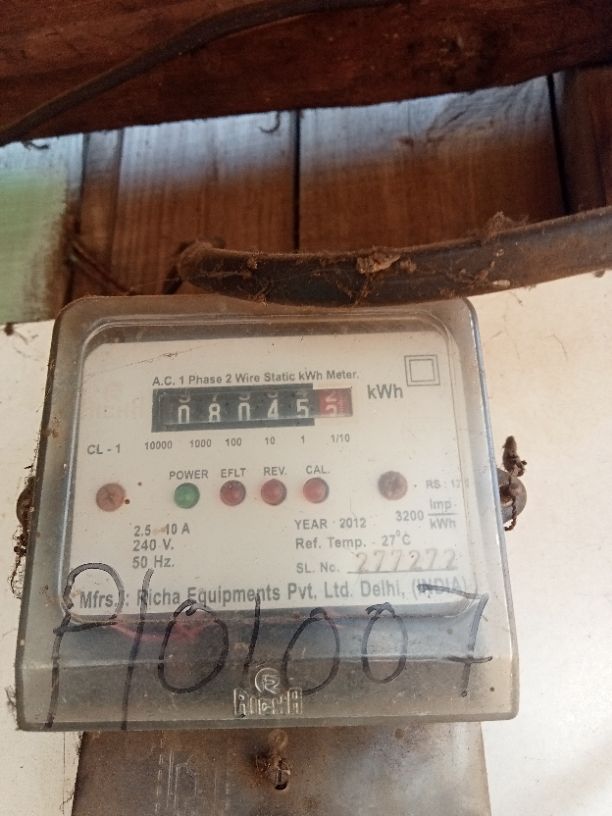 A.C. 1 Phase 2 Wire Static kWh Meter.
08045 kWh
CL - 1 10000 1000 100 10 1 1/10
POWER EFLT REV. CAL.
RS :
2.5 - 10 A YEAR : 2012 3200 Imp/kWh
240 V. Ref. Temp. 27°C
50 Hz. SL. No. 277272
Mfrs.: Richa Equipments Pvt. Ltd. Delhi, (INDIA)
RICHA